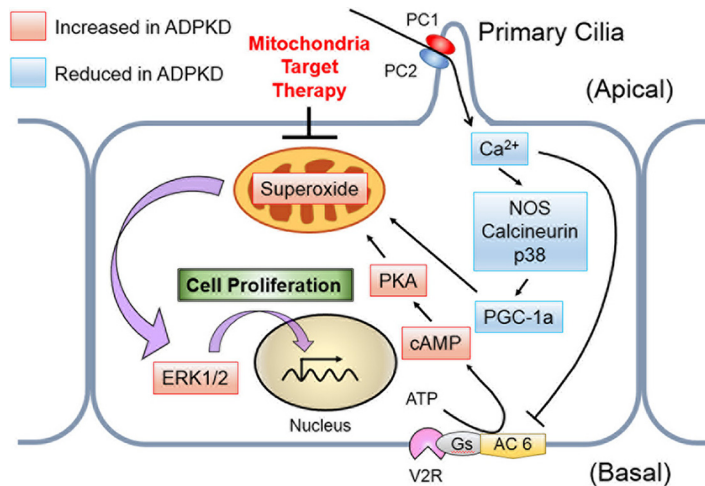 Increased in ADPKD
Reduced in ADPKD
Mitochondria
Target
Therapy
PC1
PC2
Primary Cilia
(Apical)
Ca²⁺
Superoxide
NOS
Calcineurin
p38
PKA
Cell Proliferation
PGC-1a
cAMP
ERK1/2
Nucleus
ATP
Gs
AC 6
V2R
(Basal)